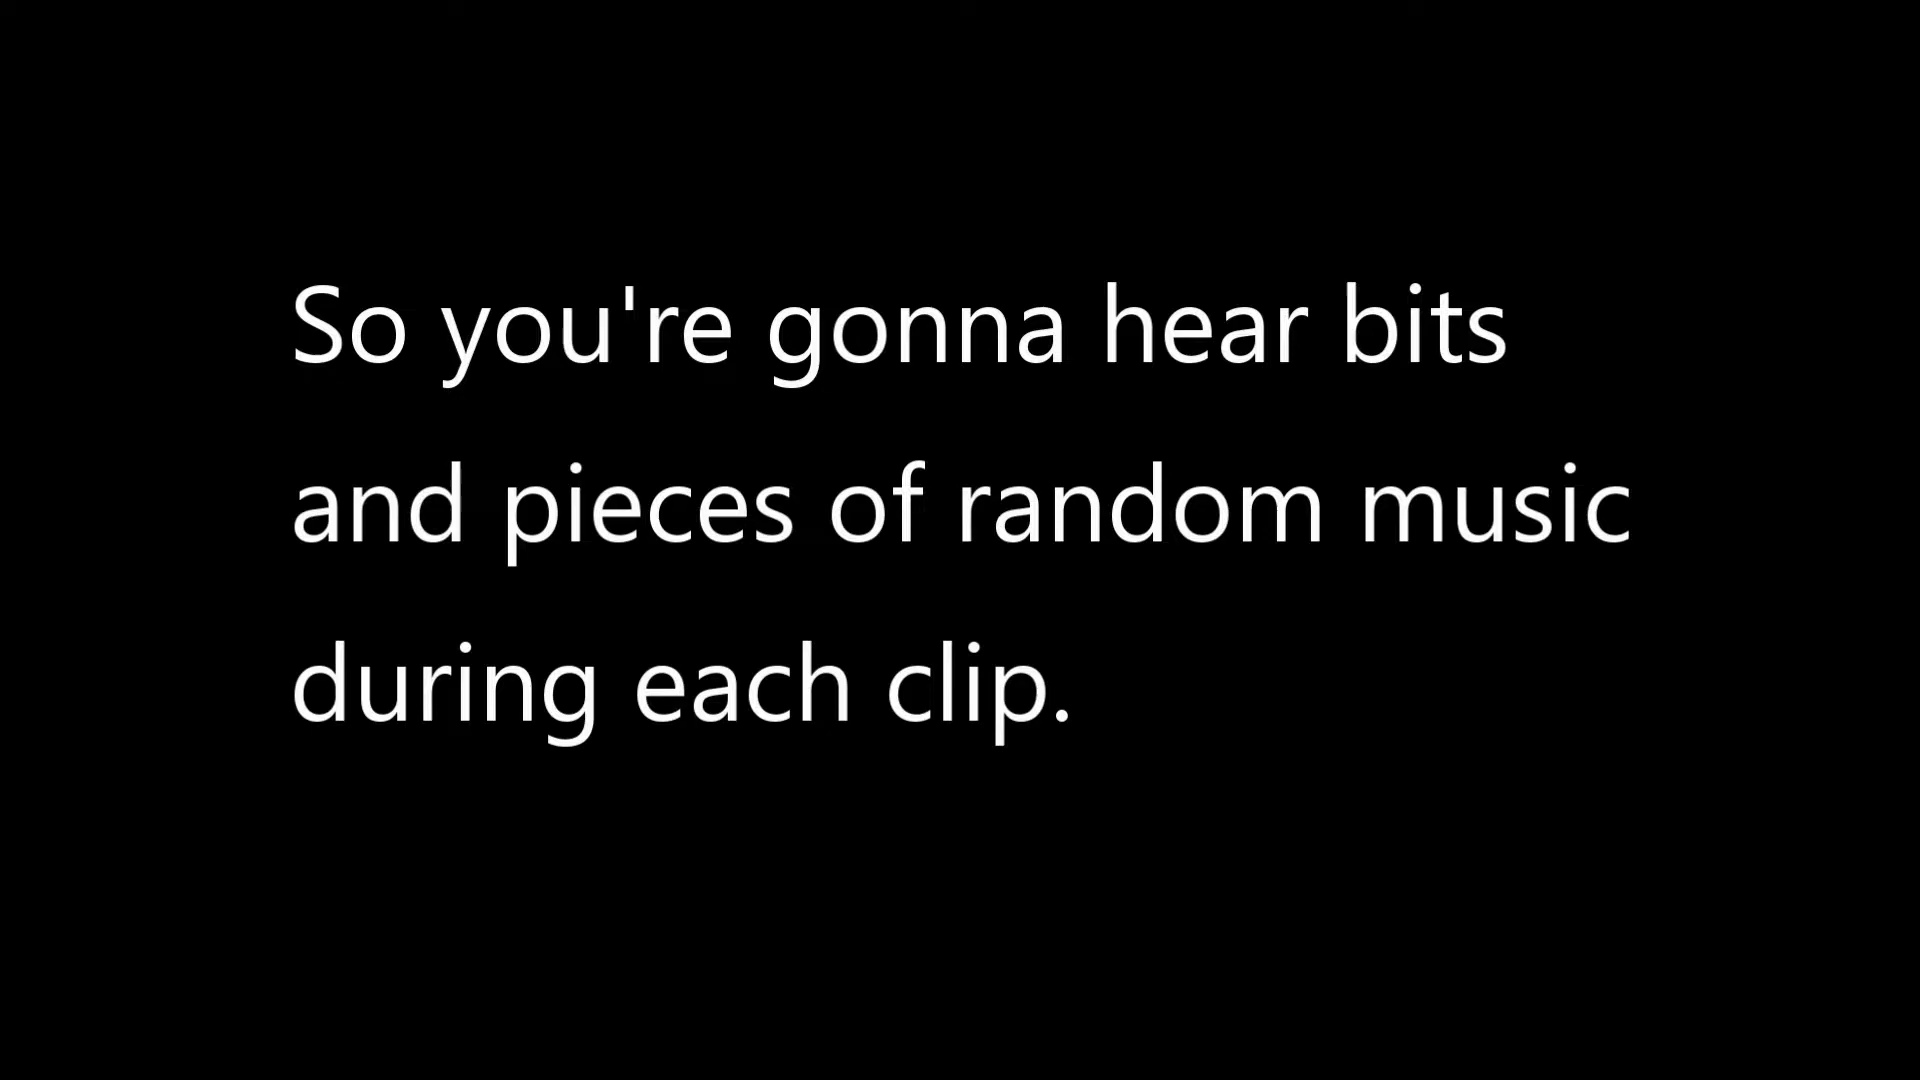 So you're gonna hear bits
and pieces of random music
during each clip.